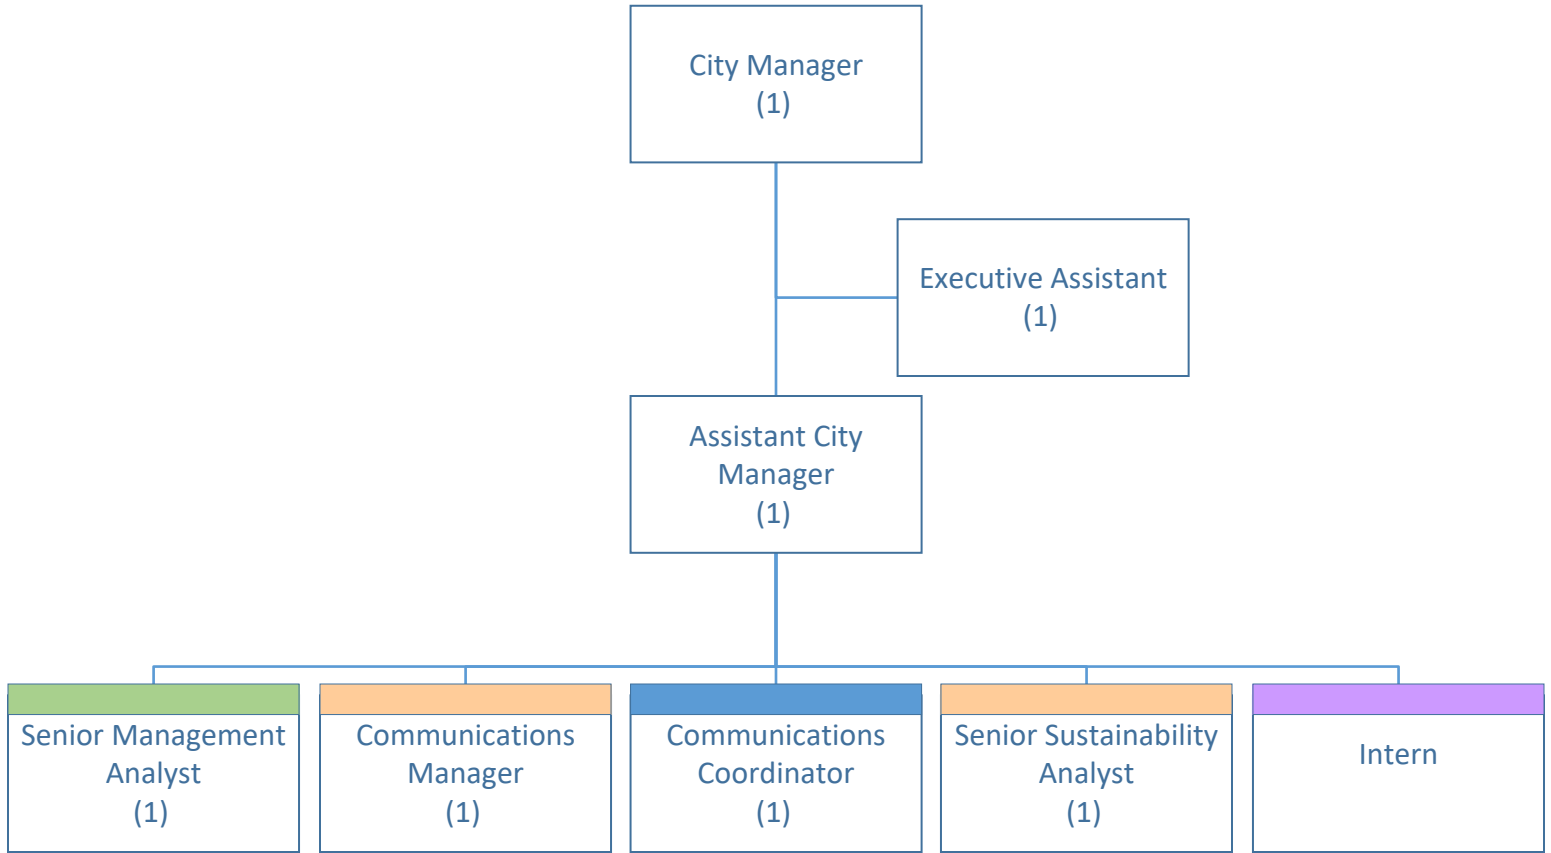 City Manager
(1)
Executive Assistant
(1)
Assistant City
Manager
(1)
Senior Management
Analyst
(1)
Communications
Manager
(1)
Communications
Coordinator
(1)
Senior Sustainability
Analyst
(1)
Intern